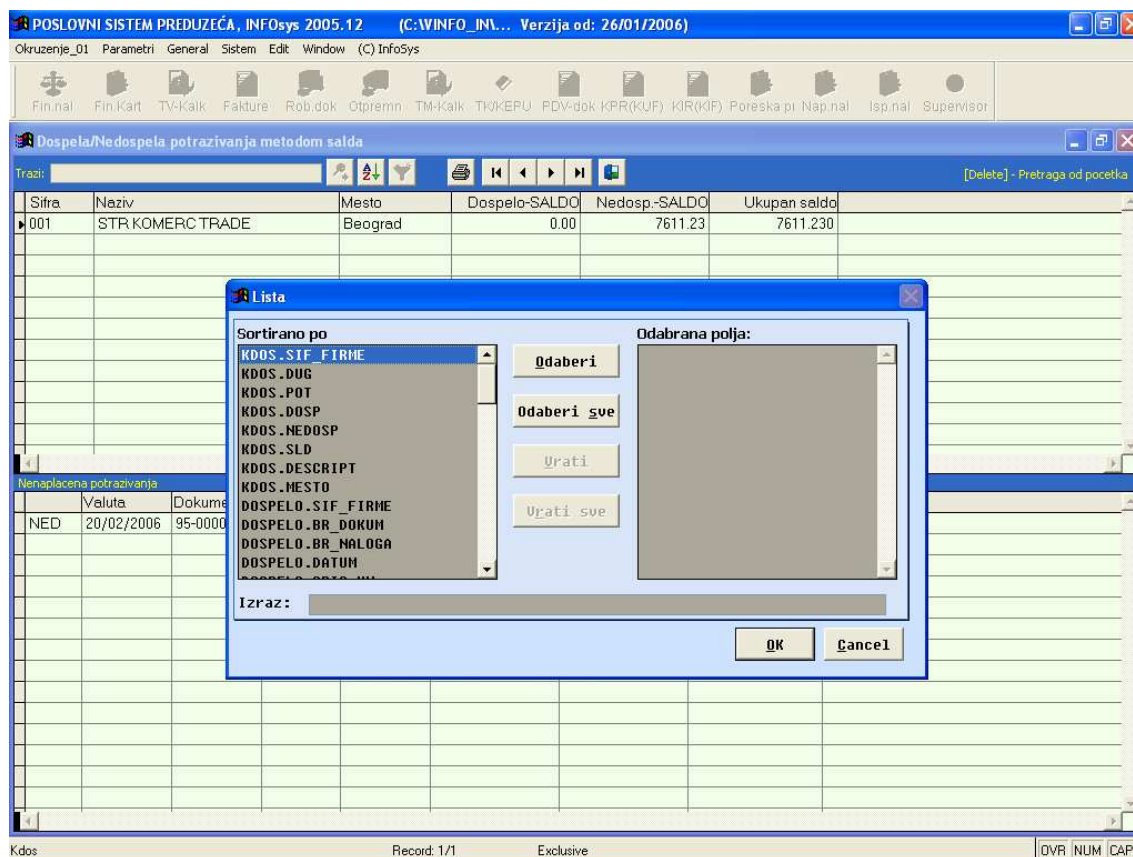 POSLOVNI SISTEM PREDUZEĆA, INFOsys 2005.12 (C:\VINFO_IN\... Verzija od: 26/01/2006)
Okruzenje_01 Parametri General Sistem Edit Window (C) InfoSys
Fin.nal Fin.Kart TV-Kalk Fakture Rob.dok Otpremn TM-Kalk TK/KEPU PDV-dok KPR(KUF) KIR(KIF) Poreska pi Nap.nal Isp.nal Supervisor
Dospela/Nedospela potrazivanja metodom salda
Trazi: [Delete] - Pretraga od pocetka
Sifra Naziv Mesto Dospelo-SALDO Nedosp.-SALDO Ukupan saldo
001 STR KOMERC TRADE Beograd 0.00 7611.23 7611.230
Lista
Sortirano po
KDOS.SIF_FIRME
KDOS.DUG
KDOS.POT
KDOS.DOSP
KDOS.NEDOSP
KDOS.SLD
KDOS.DESCRIPT
KDOS.MESTO
DOSPELO.SIF_FIRME
DOSPELO.BR_DOKUM
DOSPELO.BR_NALOGA
DOSPELO.DATUM
Odaberi
Odaberi sve
Vrati
Vrati sve
Odabrana polja:
Izraz:
OK Cancel
Nenaplacena potrazivanja
Valuta Dokume
NED 20/02/2006 95-0000
Kdos Record: 1/1 Exclusive OVR NUM CAP